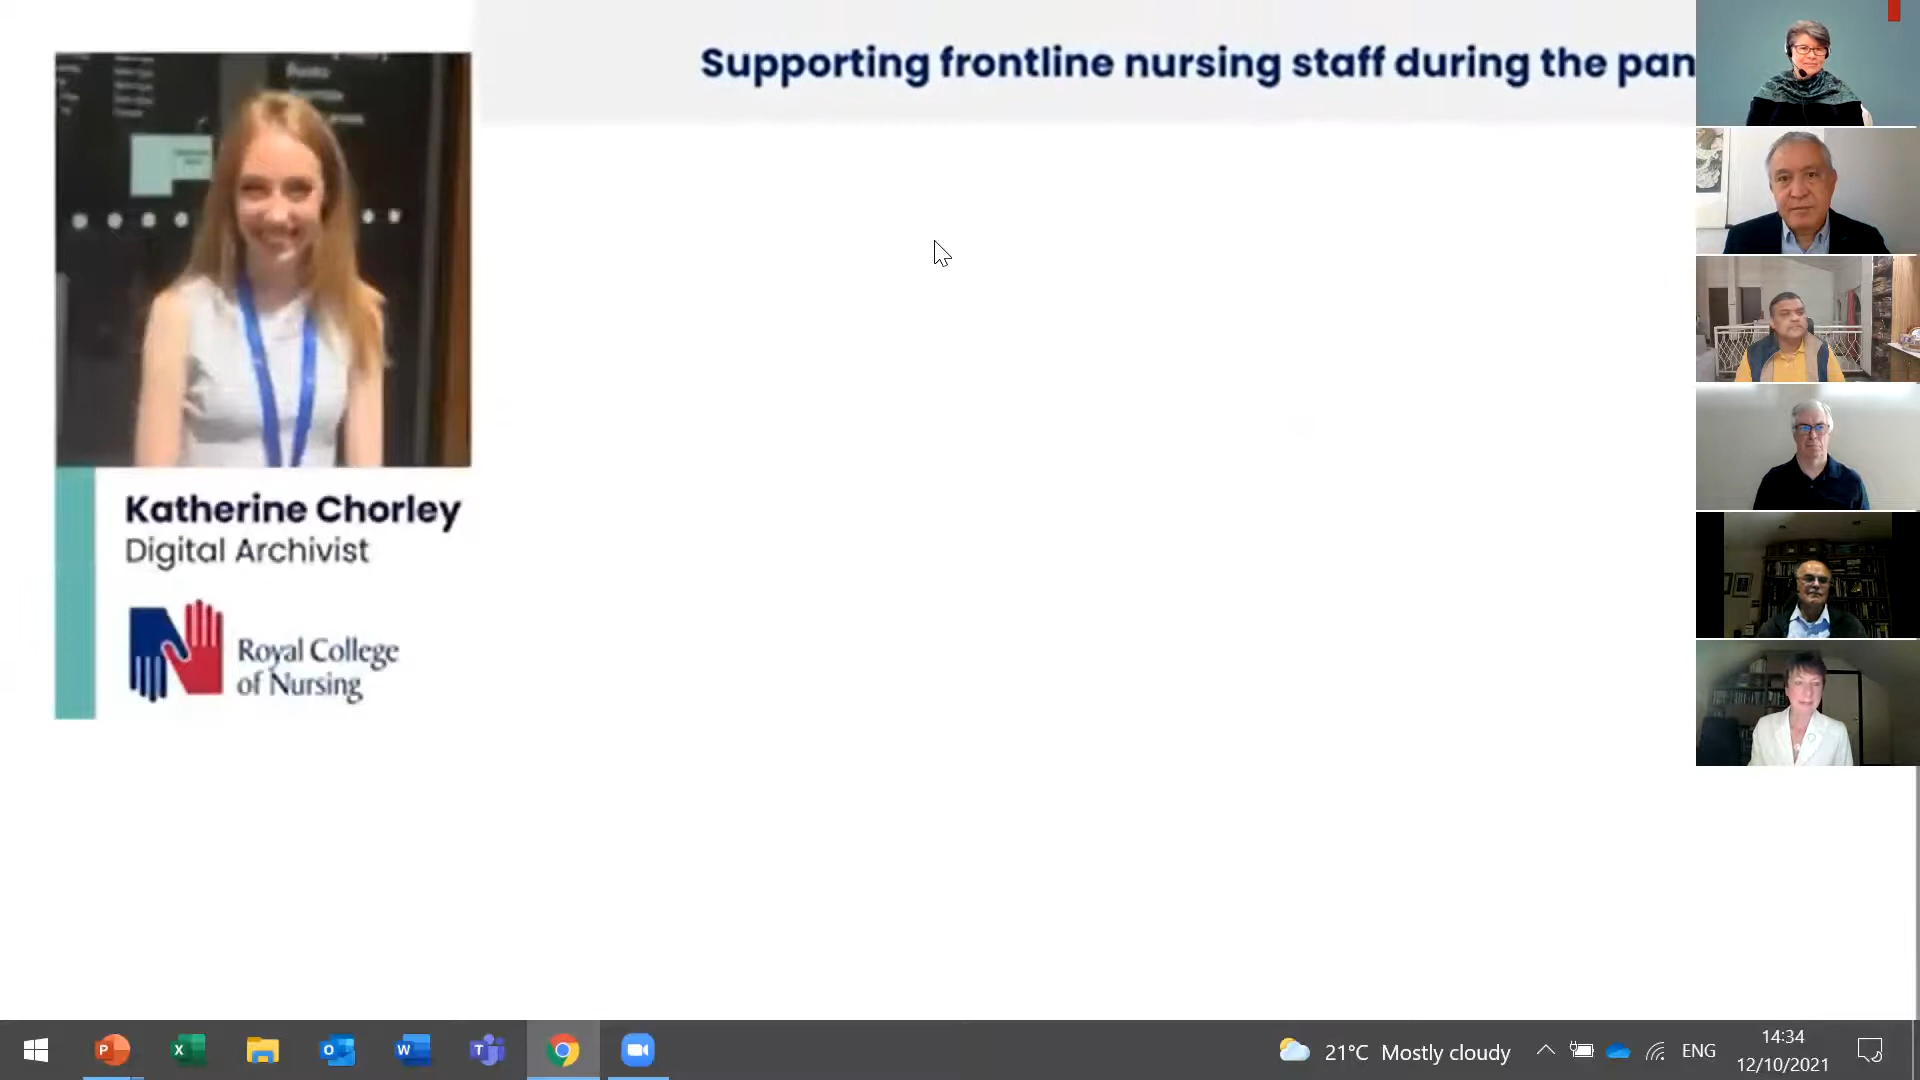 Supporting frontline nursing staff during the pan
Katherine Chorley
Digital Archivist
Royal College
of Nursing
21°C Mostly cloudy
ENG
14:34
12/10/2021